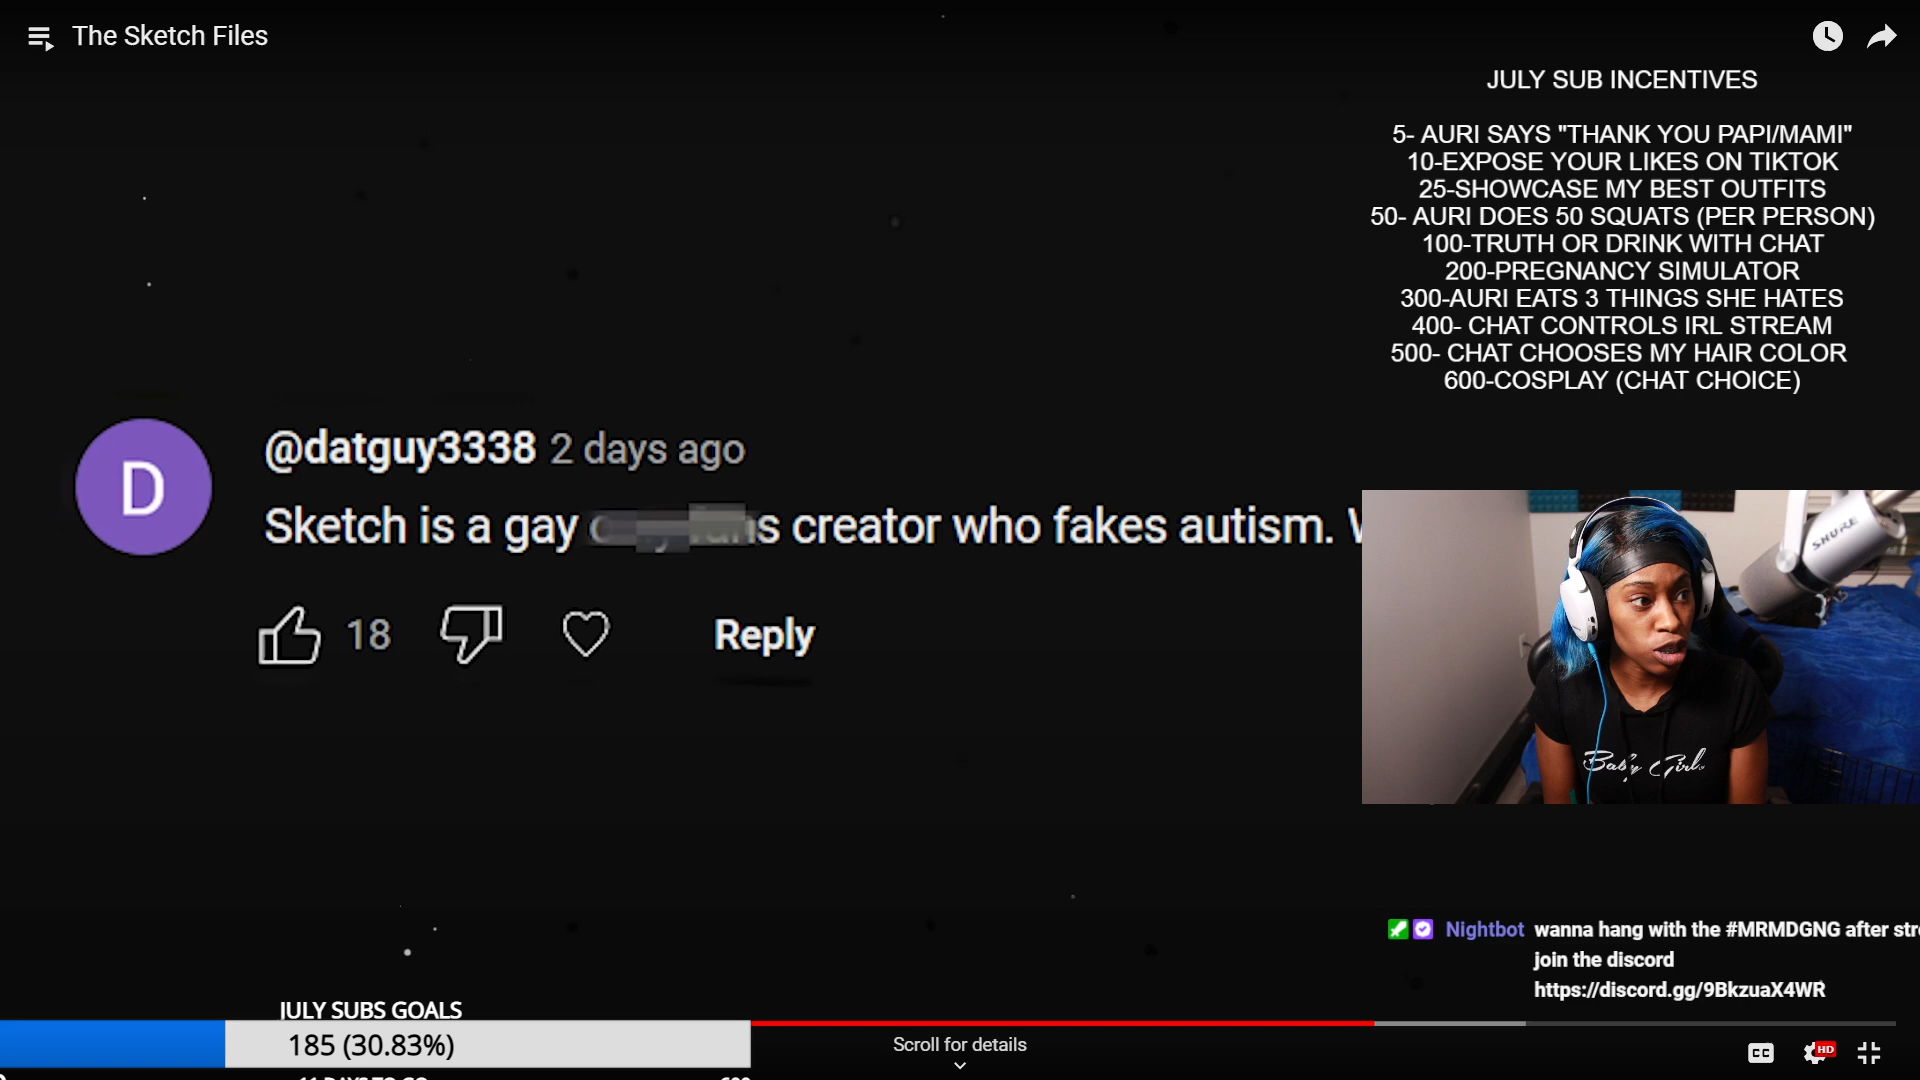 The Sketch Files
JULY SUB INCENTIVES
5- AURI SAYS "THANK YOU PAPI/MAMI"
10-EXPOSE YOUR LIKES ON TIKTOK
25-SHOWCASE MY BEST OUTFITS
50- AURI DOES 50 SQUATS (PER PERSON)
100-TRUTH OR DRINK WITH CHAT
200-PREGNANCY SIMULATOR
300-AURI EATS 3 THINGS SHE HATES
400- CHAT CONTROLS IRL STREAM
500- CHAT CHOOSES MY HAIR COLOR
600-COSPLAY (CHAT CHOICE)
D
@datguy3338 2 days ago
Sketch is a gay creator who fakes autism.
18
Reply
SHURE
Baby Girl
Nightbot wanna hang with the #MRMDGNG after
join the discord
https://discord.gg/9BkzuaX4WR
JULY SUBS GOALS
185 (30.83%)
Scroll for details
CC
HD